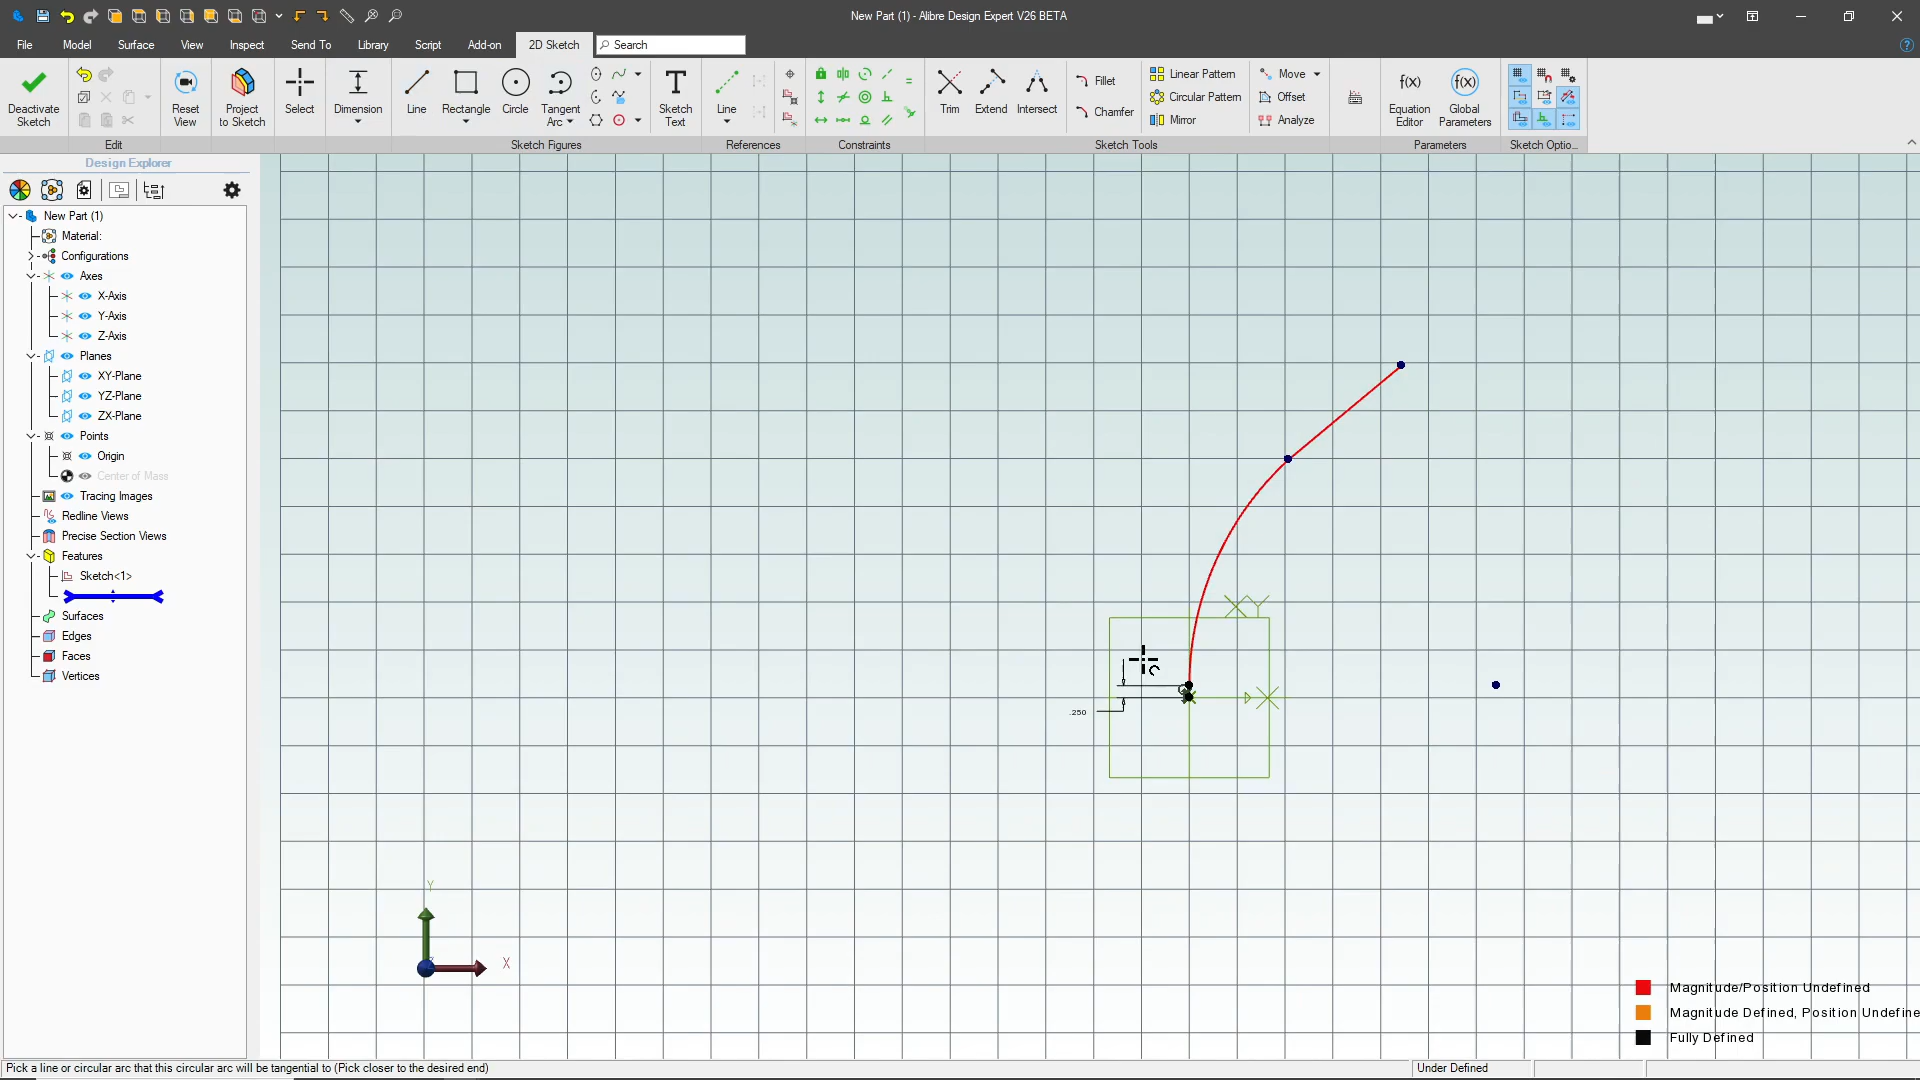 New Part (1) - Alibre Design Expert V26 BETA
File
Model
Surface
View
Inspect
Send To
Library
Script
Add-on
2D Sketch
Search
Deactivate
Sketch
Edit
Reset
View
Project
to Sketch
Select
Dimension
Line
Rectangle
Circle
Tangent
Arc
Sketch Figures
Sketch
Text
Line
References
Constraints
Trim
Extend
Intersect
Fillet
Chamfer
Linear Pattern
Circular Pattern
Mirror
Move
Offset
Analyze
Sketch Tools
Equation
Editor
Global
Parameters
Parameters
Sketch Optio...
Design Explorer
New Part (1)
Material:
Configurations
Axes
X-Axis
Y-Axis
Z-Axis
Planes
XY-Plane
YZ-Plane
ZX-Plane
Points
Origin
Center of Mass
Tracing Images
Redline Views
Precise Section Views
Features
Sketch<1>
Surfaces
Edges
Faces
Vertices
XY
.250
Y
Z
X
Magnitude/Position Undefined
Magnitude Defined, Position Undefine
Fully Defined
Pick a line or circular arc that this circular arc will be tangential to (Pick closer to the desired end)
Under Defined